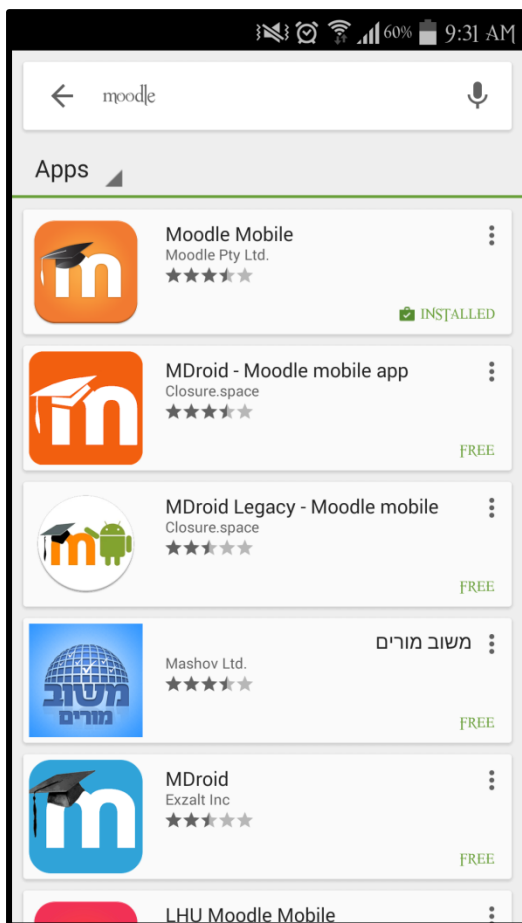 60% 9:31 AM
moodle
Apps
Moodle Mobile
Moodle Pty Ltd.
INSTALLED
MDroid - Moodle mobile app
Closure.space
FREE
MDroid Legacy - Moodle mobile
Closure.space
FREE
משוב מורים
משוב
מורים
Mashov Ltd.
FREE
m
MDroid
Exzalt Inc
FREE
LHU Moodle Mobile